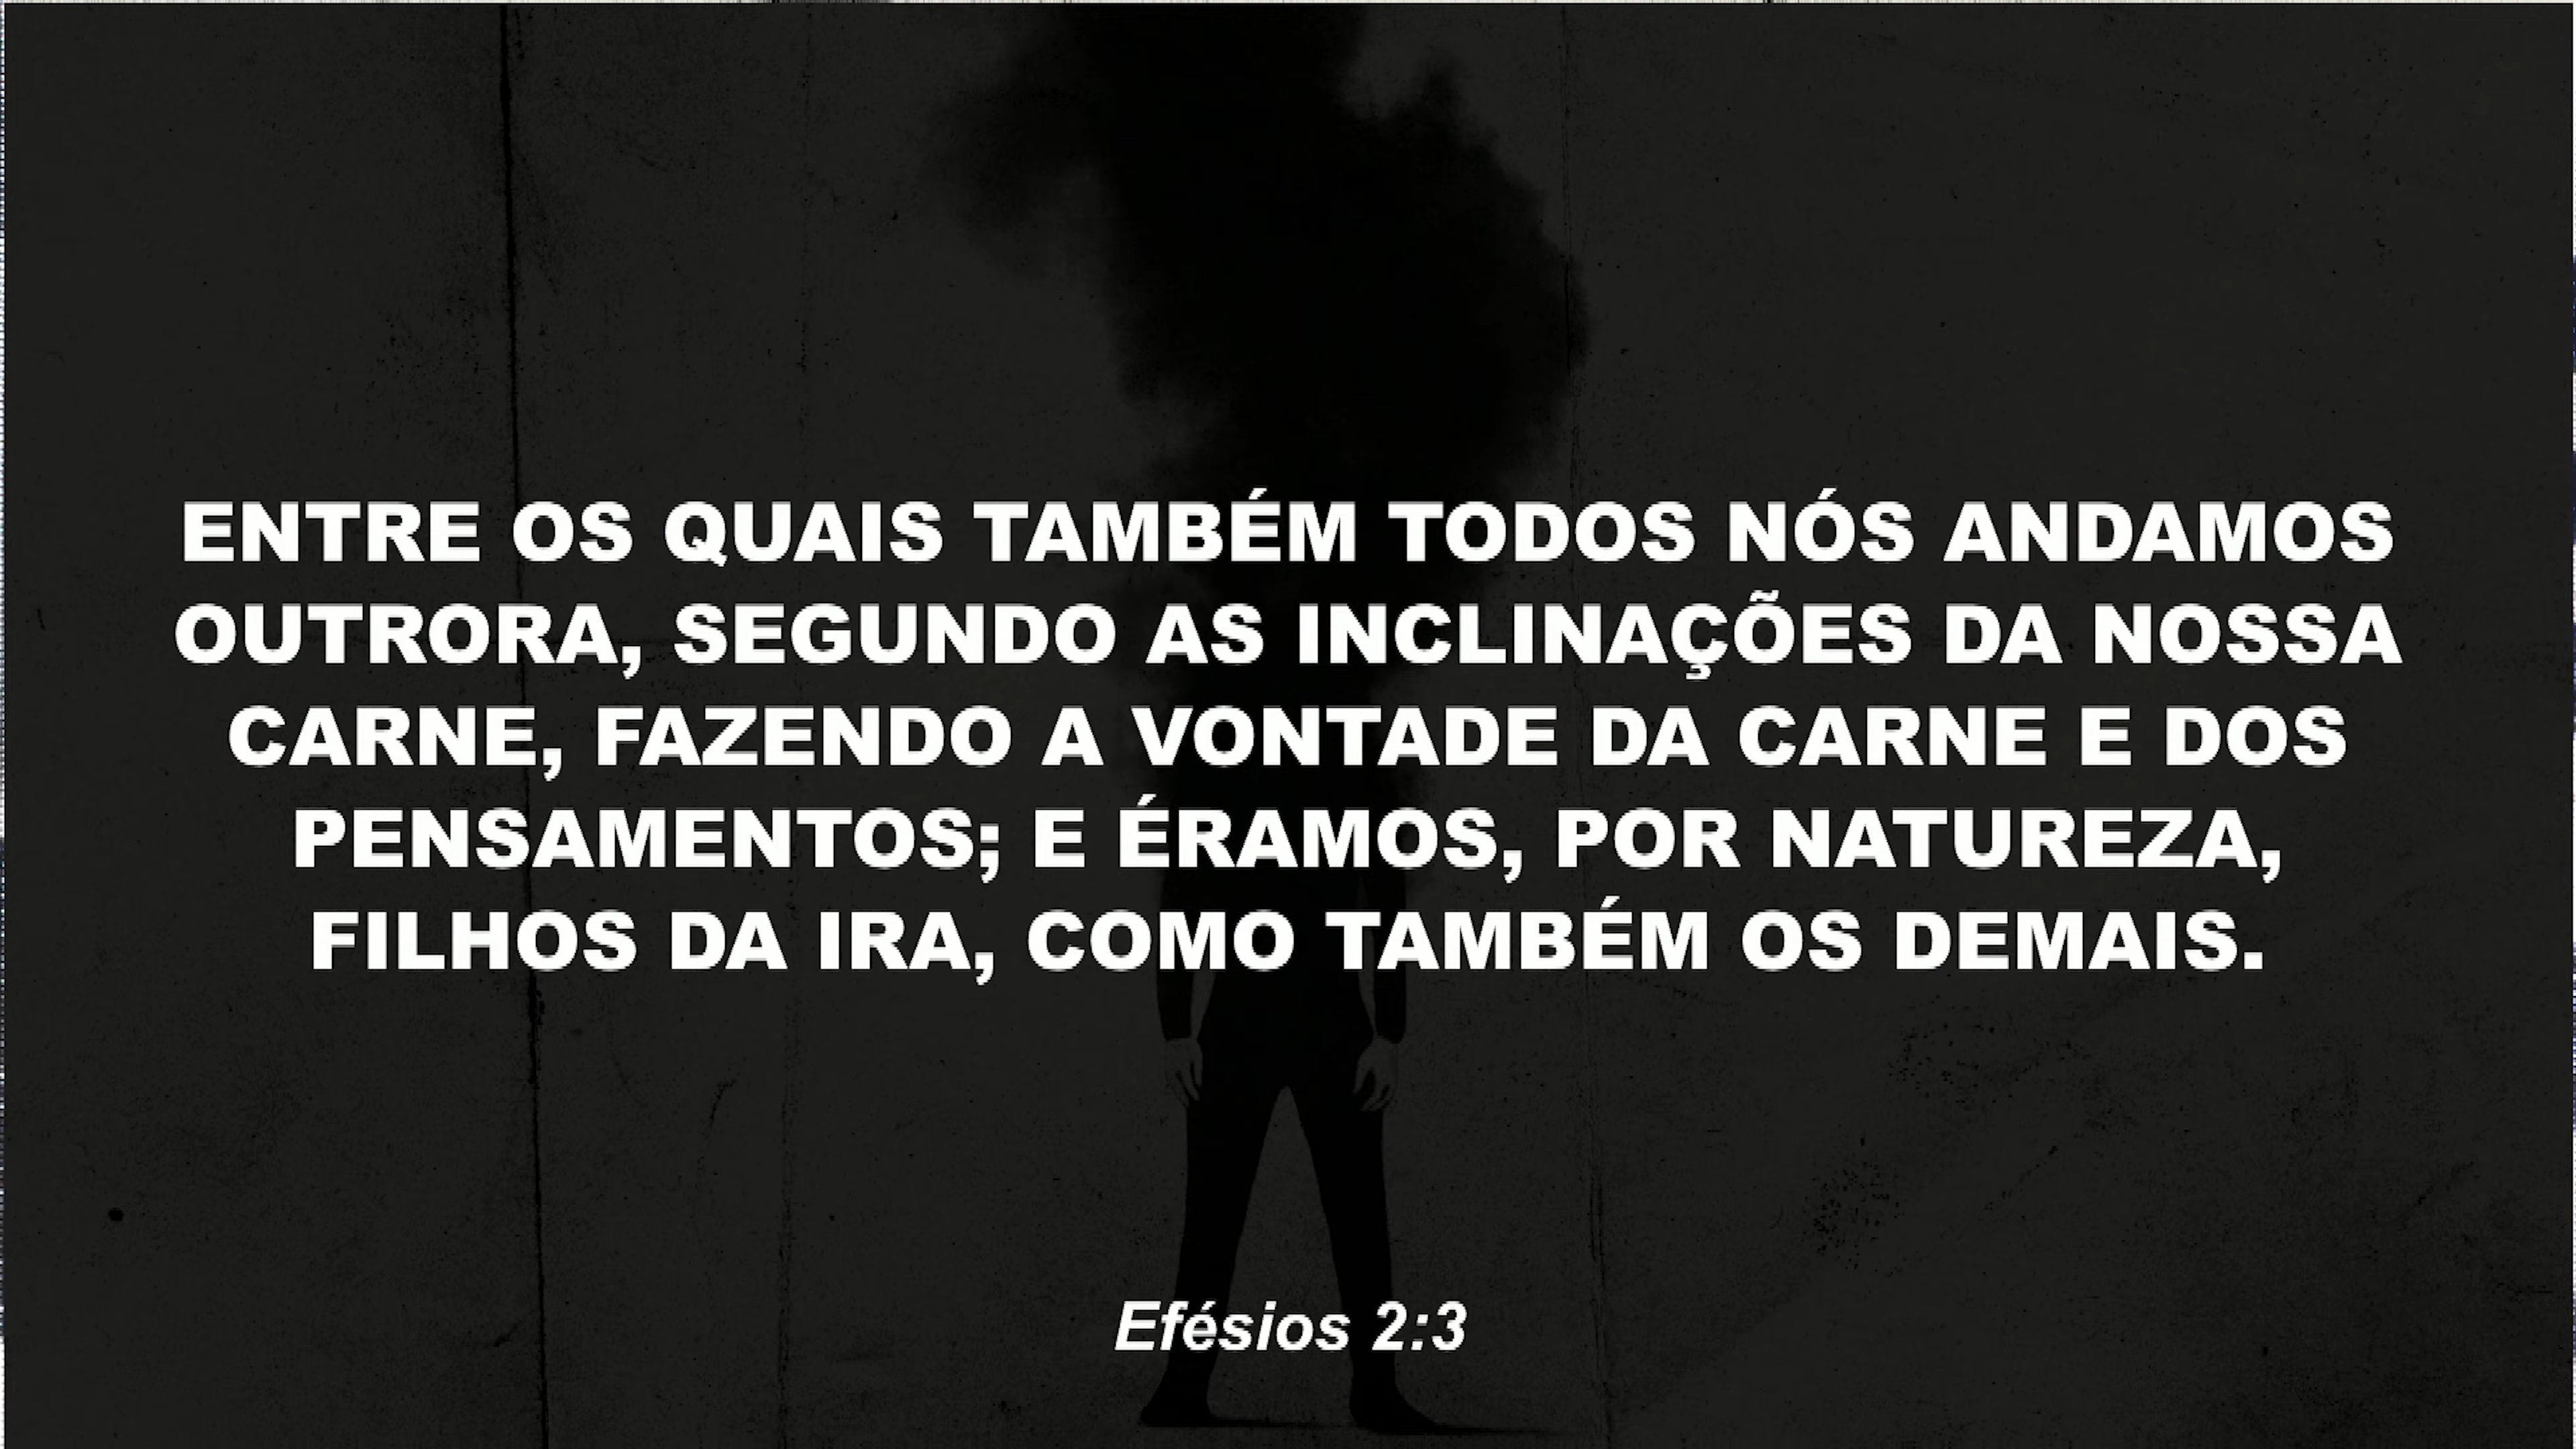 ENTRE OS QUAIS TAMBÉM TODOS NÓS ANDAMOS
OUTRORA, SEGUNDO AS INCLINAÇÕES DA NOSSA
CARNE, FAZENDO A VONTADE DA CARNE E DOS
PENSAMENTOS; E ÉRAMOS, POR NATUREZA,
FILHOS DA IRA, COMO TAMBÉM OS DEMAIS.
Efésios 2:3